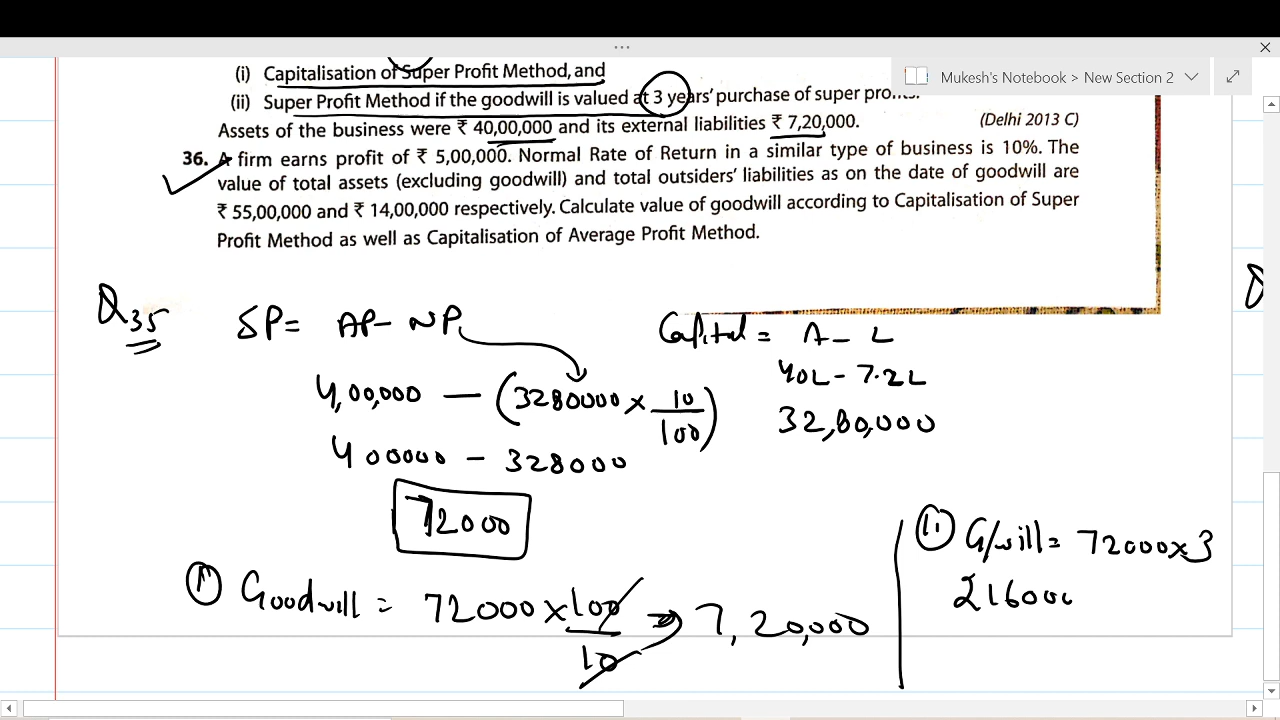 (i) Capitalisation of Super Profit Method, and
Mukesh's Notebook > New Section 2
(ii) Super Profit Method if the goodwill is valued at 3 years' purchase of super
Assets of the business were ₹ 40,00,000 and its external liabilities ₹ 7,20,000. (Delhi 2013 C)
36. A firm earns profit of ₹ 5,00,000. Normal Rate of Return in a similar type of business is 10%. The
value of total assets (excluding goodwill) and total outsiders' liabilities as on the date of goodwill are
₹ 55,00,000 and ₹ 14,00,000 respectively. Calculate value of goodwill according to Capitalisation of Super
Profit Method as well as Capitalisation of Average Profit Method.
Q35 SP = AP - NP
Capital = A - L
40L - 7.2L
32,80,000
4,00,000 - (3280000 × 10/100)
400000 - 328000
72000
(i) Goodwill = 72000 × 100/10 ⇒ 7,20,000
(ii) G/will = 72000×3
216000